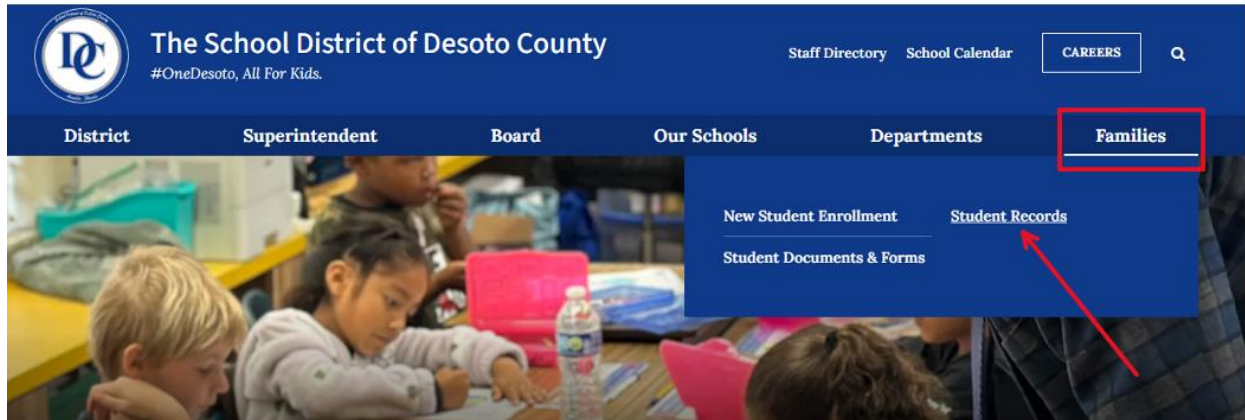 DC
The School District of Desoto County
#OneDesoto, All For Kids.
Staff Directory School Calendar CAREERS
District Superintendent Board Our Schools Departments Families
New Student Enrollment Student Records
Student Documents & Forms